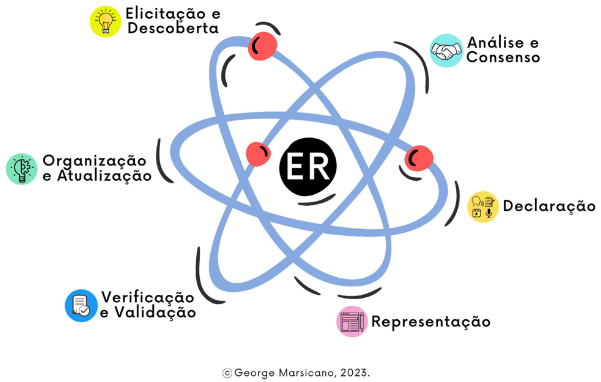 Elicitação e
Descoberta
Análise e
Consenso
ER
Organização
e Atualização
Declaração
Verificação
e Validação
Representação
©George Marsicano, 2023.